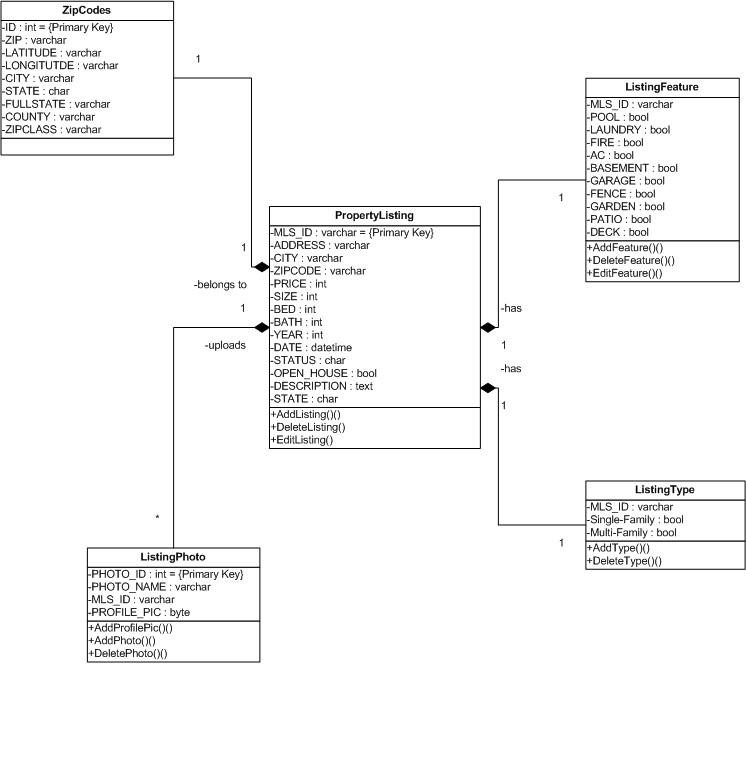 ZipCodes
-ID : int = {Primary Key}
-ZIP : varchar
-LATITUDE : varchar
-LONGITUTDE : varchar
-CITY : varchar
-STATE : char
-FULLSTATE : varchar
-COUNTY : varchar
-ZIPCLASS : varchar
1
1
-belongs to
1
-uploads
*
PropertyListing
-MLS_ID : varchar = {Primary Key}
-ADDRESS : varchar
-CITY : varchar
-ZIPCODE : varchar
-PRICE : int
-SIZE : int
-BED : int
-BATH : int
-YEAR : int
-DATE : datetime
-STATUS : char
-OPEN_HOUSE : bool
-DESCRIPTION : text
-STATE : char
+AddListing()()
+DeleteListing()
+EditListing()
ListingFeature
-MLS_ID : varchar
-POOL : bool
-LAUNDRY : bool
-FIRE : bool
-AC : bool
-BASEMENT : bool
-GARAGE : bool
-FENCE : bool
-GARDEN : bool
-PATIO : bool
-DECK : bool
+AddFeature()()
+DeleteFeature()()
+EditFeature()()
1
-has
1
-has
1
1
ListingType
-MLS_ID : varchar
-Single-Family : bool
-Multi-Family : bool
+AddType()()
+DeleteType()()
ListingPhoto
-PHOTO_ID : int = {Primary Key}
-PHOTO_NAME : varchar
-MLS_ID : varchar
-PROFILE_PIC : byte
+AddProfilePic()()
+AddPhoto()()
+DeletePhoto()()